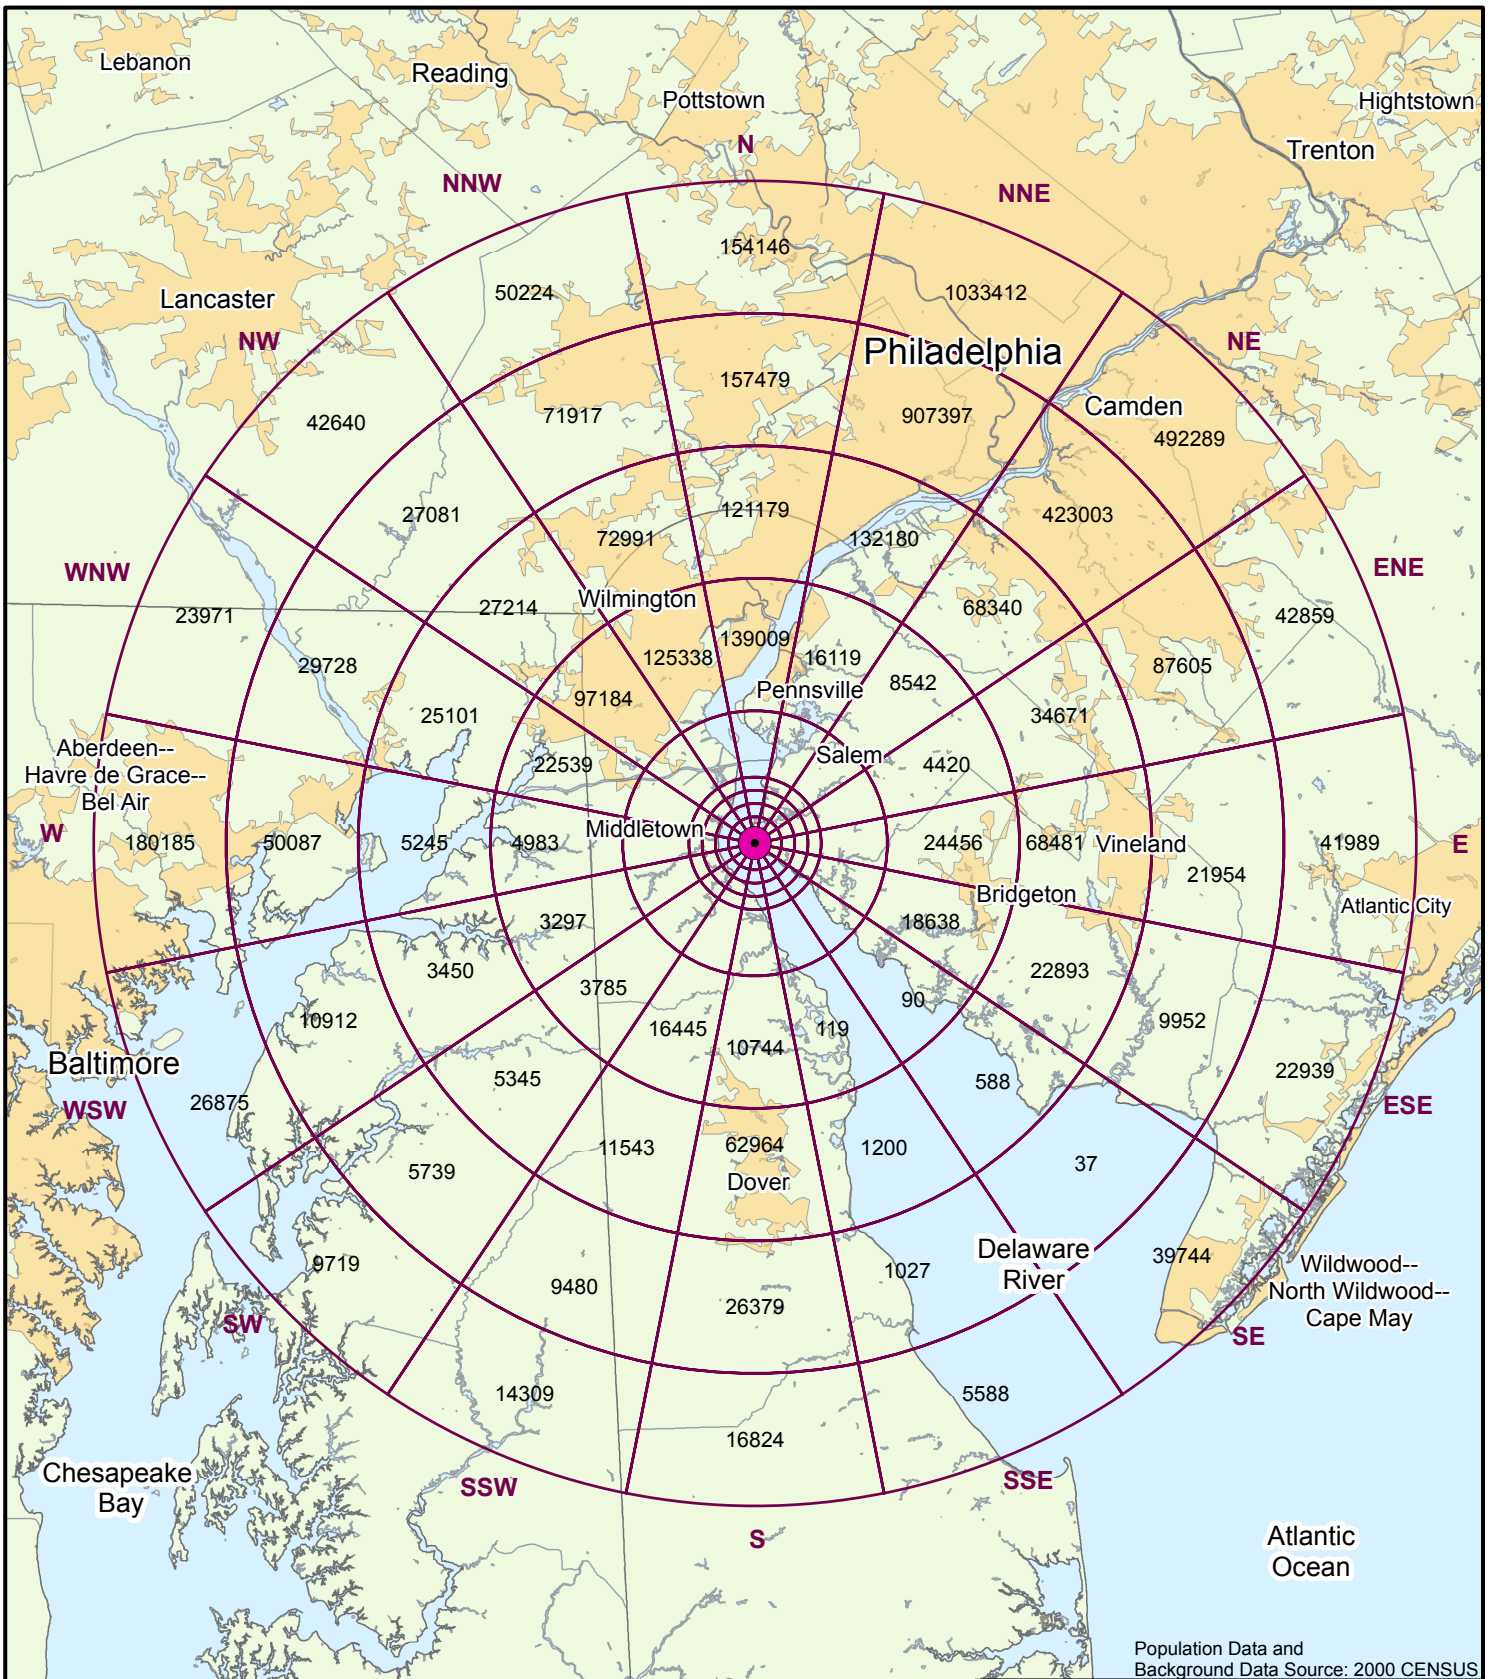 Lebanon
Reading
Pottstown
Hightstown
N
Trenton
NNW
NNE
154146
50224
1033412
Lancaster
NW
NE
Philadelphia
157479
Camden
42640
71917
907397
492289
27081
72991
121179
132180
423003
WNW
ENE
23971
27214
Wilmington
68340
42859
139009
125338
16119
29728
87605
97184
Pennsville
8542
25101
34671
Aberdeen--
Havre de Grace--
Bel Air
22539
Salem
4420
W
180185
50087
5245
4983
Middletown
24456
68481
Vineland
41989
E
21954
Bridgeton
Atlantic City
3297
18638
3450
22893
3785
90
10912
16445
119
9952
10744
Baltimore
5345
588
22939
26875
WSW
ESE
11543
62964
1200
37
5739
Dover
9719
9480
1027
Delaware
River
39744
Wildwood--
North Wildwood--
Cape May
26379
SW
SE
14309
5588
16824
Chesapeake
Bay
SSW
SSE
S
Atlantic
Ocean
Population Data and
Background Data Source: 2000 CENSUS